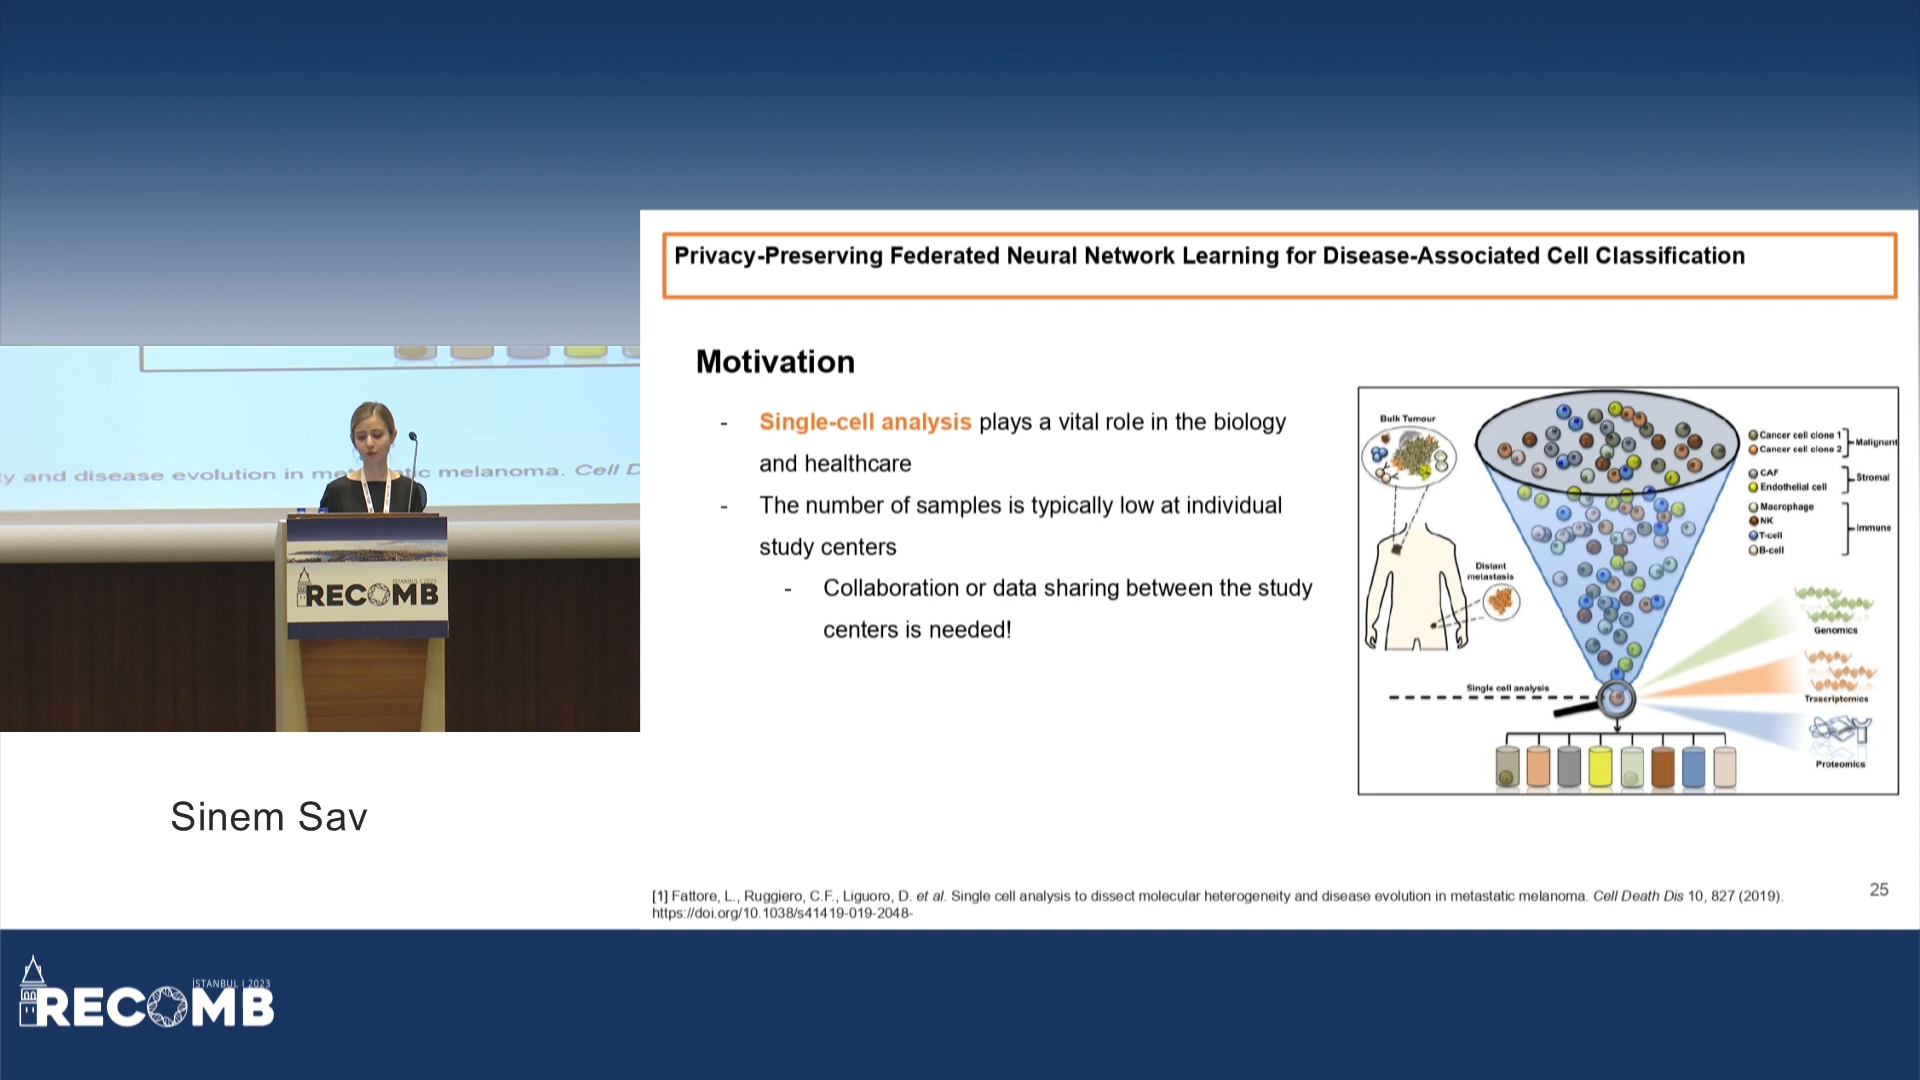 Privacy-Preserving Federated Neural Network Learning for Disease-Associated Cell Classification
Motivation
- Single-cell analysis plays a vital role in the biology
and healthcare
- The number of samples is typically low at individual
study centers
- Collaboration or data sharing between the study
centers is needed!
Bulk Tumour
Distant
metastasis
Single cell analysis
Cancer cell clone 1
Cancer cell clone 2
Malignant
CAF
Endothelial cell
Stromal
Macrophage
NK
T-cell
B-cell
Immune
Genomics
Trascriptomics
Proteomics
[1] Fattore, L., Ruggiero, C.F., Liguoro, D. et al. Single cell analysis to dissect molecular heterogeneity and disease evolution in metastatic melanoma. Cell Death Dis 10, 827 (2019).
https://doi.org/10.1038/s41419-019-2048-
25
y and disease evolution in me tic melanoma. Cell D
ISTANBUL | 2023
RECOMB
Sinem Sav
İSTANBUL | 2023
RECOMB